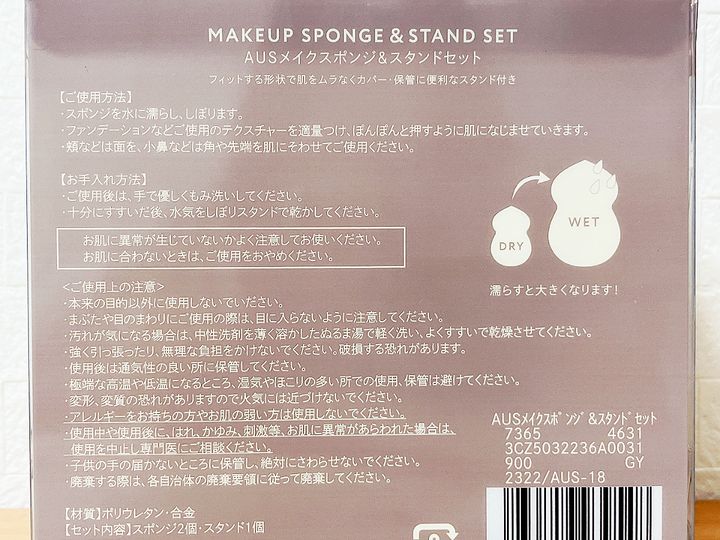 MAKEUP SPONGE & STAND SET
AUSメイクスポンジ&スタンドセット
フィットする形状で肌をムラなくカバー・保管に便利なスタンド付き
【ご使用方法】
・スポンジを水に濡らし、しぼります。
・ファンデーションなどご使用のテクスチャーを適量つけ、ぽんぽんと押すように肌になじませていきます。
・頬などは面を、小鼻などは角や先端を肌にそわせてご使用ください。
【お手入れ方法】
・ご使用後は、手で優しくもみ洗いしてください。
・十分にすすいだ後、水気をしぼりスタンドで乾かしてください。
お肌に異常が生じていないかよく注意してお使いください。
お肌に合わないときは、ご使用をおやめください。
DRY
WET
濡らすと大きくなります!
<ご使用上の注意>
・本来の目的以外に使用しないでいださい。
・まぶたや目のまわりにご使用の際は、目に入らないように注意してください。
・汚れが気になる場合は、中性洗剤を薄く溶かしたぬるま湯で軽く洗い、よくすすいで乾燥させてください。
・強く引っ張ったり、無理な負担をかけないでください。破損する恐れがあります。
・使用後は通気性の良い所に保管してください。
・極端な高温や低温になるところ、湿気やほこりの多い所での使用、保管は避けてください。
・変形、変質の恐れがありますので火気には近づけないでください。
・アレルギーをお持ちの方やお肌の弱い方は使用しないでください。
・使用中や使用後に、はれ、かゆみ、刺激等、お肌に異常があらわれた場合は、
使用を中止し専門医にご相談ください。
・子供の手の届かないところに保管し、絶対にさわらせないでください。
・廃棄する際は、各自治体の廃棄要領に従って廃棄してください。
【材質】ポリウレタン・合金
【セット内容】スポンジ2個・スタンド1個
AUSメイクスポンジ&スタンドセット
7365 4631
3CZ5032236A0031
900 GY
2322/AUS-18